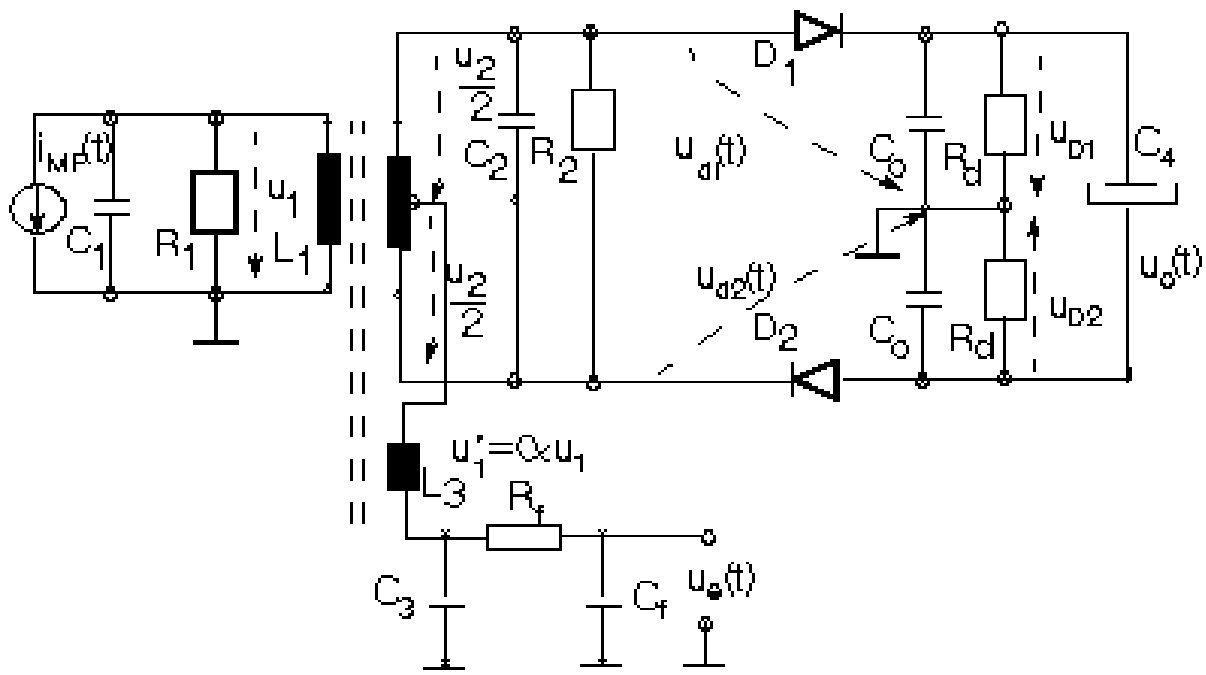 i_MF(t)
C_1
R_1
u_1
L_1
u_2/2
u_2/2
C_2
R_2
D_1
u_d1(t)
u_d2(t)
D_2
C_o
R_d
u_D1
C_4
C_o
R_d
u_D2
u_o(t)
u'_1=αu_1
L_3
R_f
C_3
C_f
u_e(t)